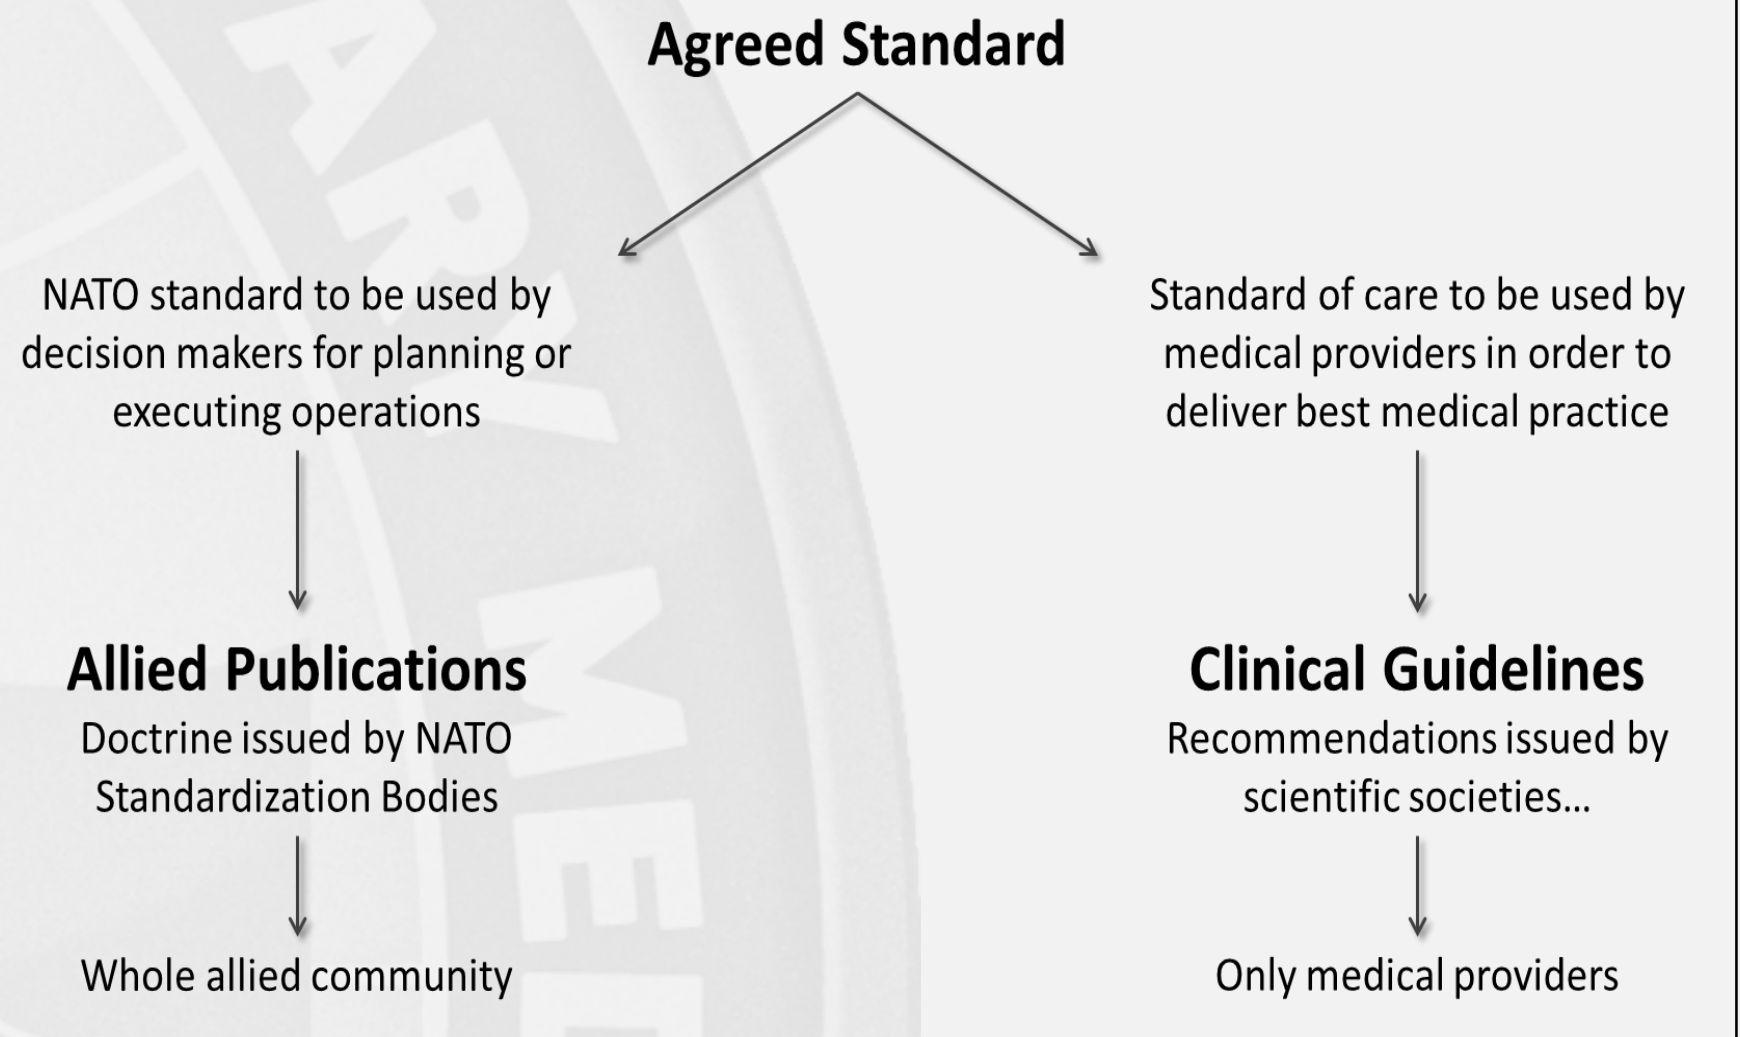 Agreed Standard
NATO standard to be used by
decision makers for planning or
executing operations
Standard of care to be used by
medical providers in order to
deliver best medical practice
Allied Publications
Doctrine issued by NATO
Standardization Bodies
Clinical Guidelines
Recommendations issued by
scientific societies...
Whole allied community
Only medical providers
ARY MED